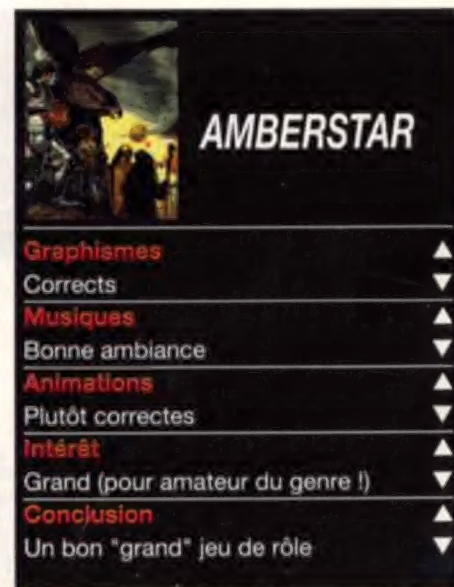 AMBERSTAR
Graphismes
Corrects
Musiques
Bonne ambiance
Animations
Plutôt correctes
Intérêt
Grand (pour amateur du genre !)
Conclusion
Un bon "grand" jeu de rôle